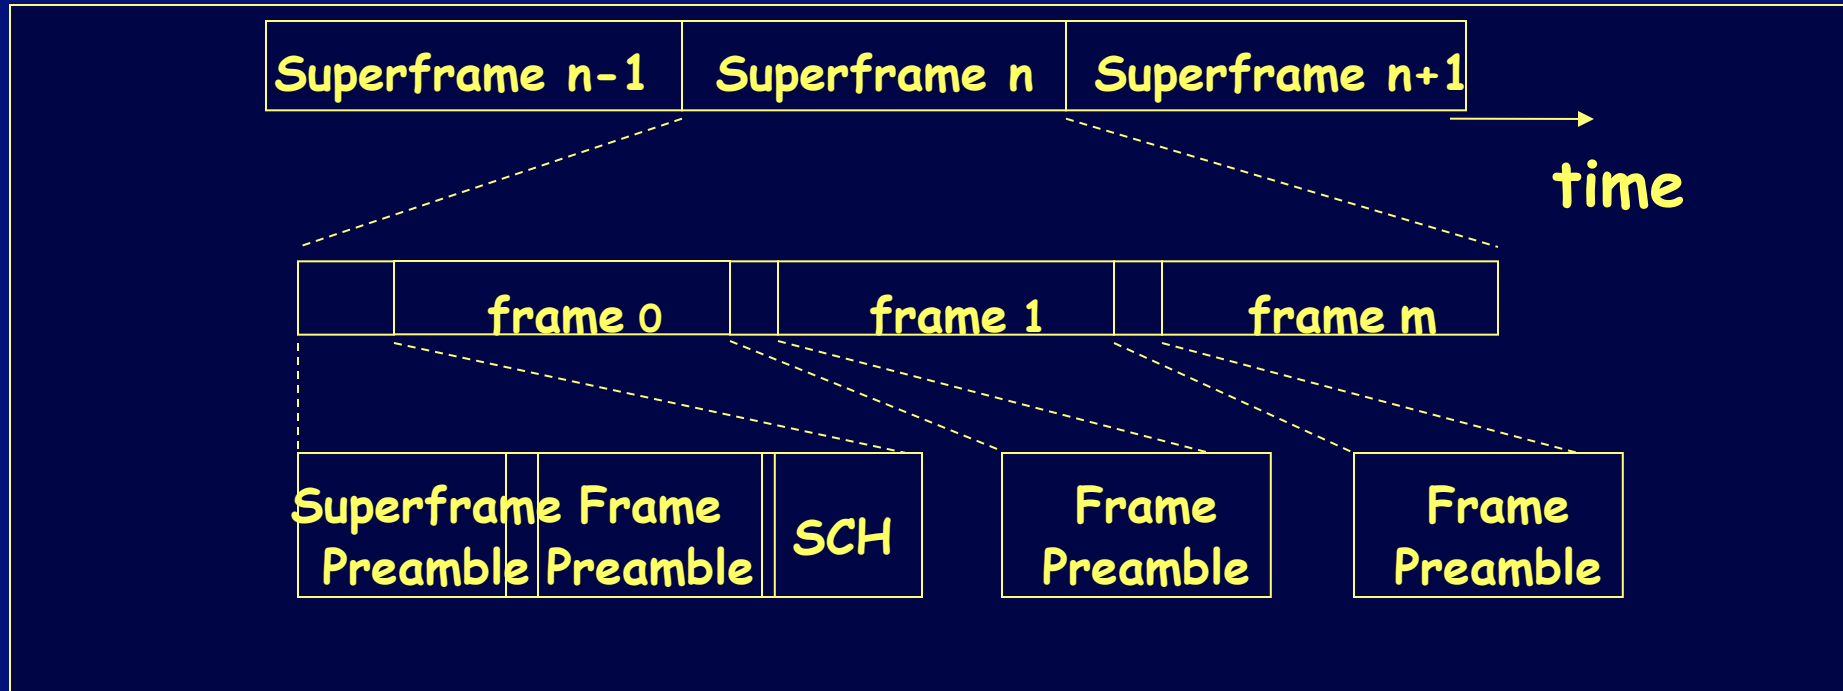 Superframe n-1 Superframe n Superframe n+1
time
frame 0 frame 1 frame m
Superframe Frame Frame Frame
Preamble Preamble SCH Preamble Preamble